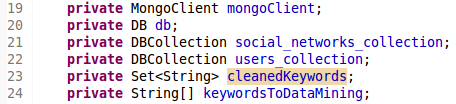 19 private MongoClient mongoClient;
20 private DB db;
21 private DBCollection social_networks_collection;
22 private DBCollection users_collection;
23 private Set<String> cleanedKeywords;
24 private String[] keywordsToDataMining;